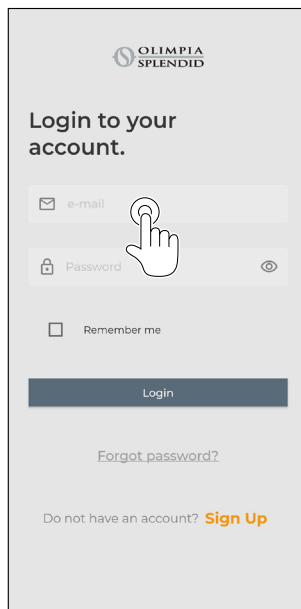 OLIMPIA
SPLENDID
Login to your
account.
e-mail
Password
Remember me
Login
Forgot password?
Do not have an account? Sign Up